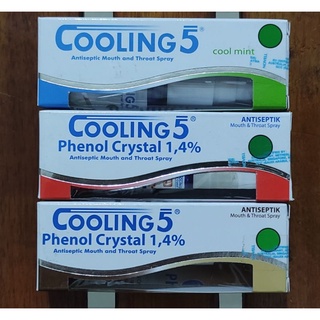 COOLING 5®
cool mint
Antiseptic Mouth and Throat Spray
COOLING 5®
ANTISEPTIK
Mouth & Throat Spray
Phenol Crystal 1,4%
Antiseptic Mouth and Throat Spray
COOLING 5®
ANTISEPTIK
Mouth & Throat Spray
Phenol Crystal 1,4%
Antiseptic Mouth and Throat Spray